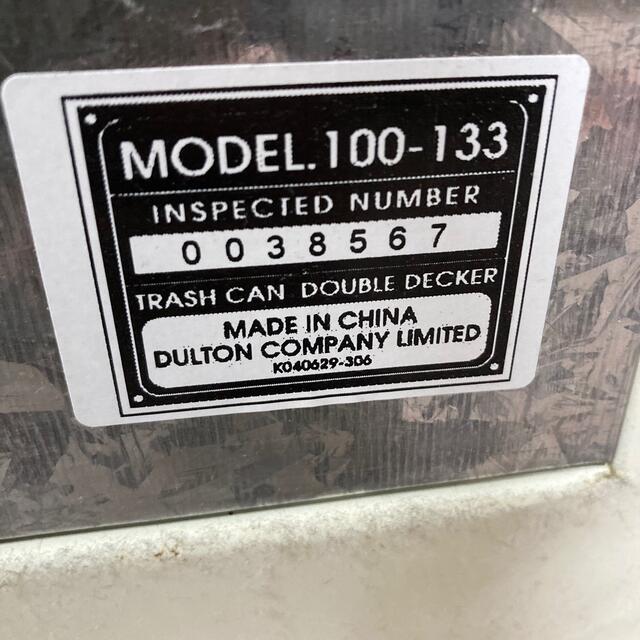 MODEL.100-133
INSPECTED NUMBER
0038567
TRASH CAN DOUBLE DECKER
MADE IN CHINA
DULTON COMPANY LIMITED
K040629-306